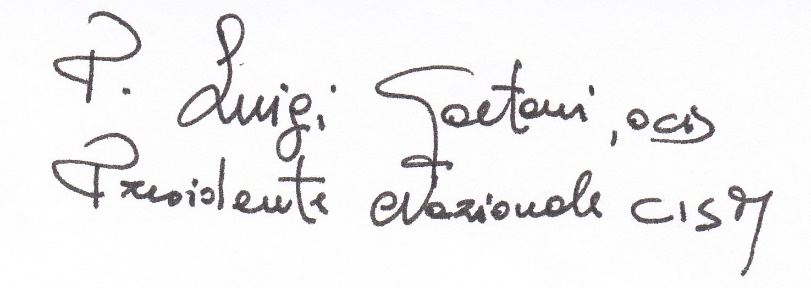 P. Luigi Gaetani, OCD
Presidente Nazionale CISM